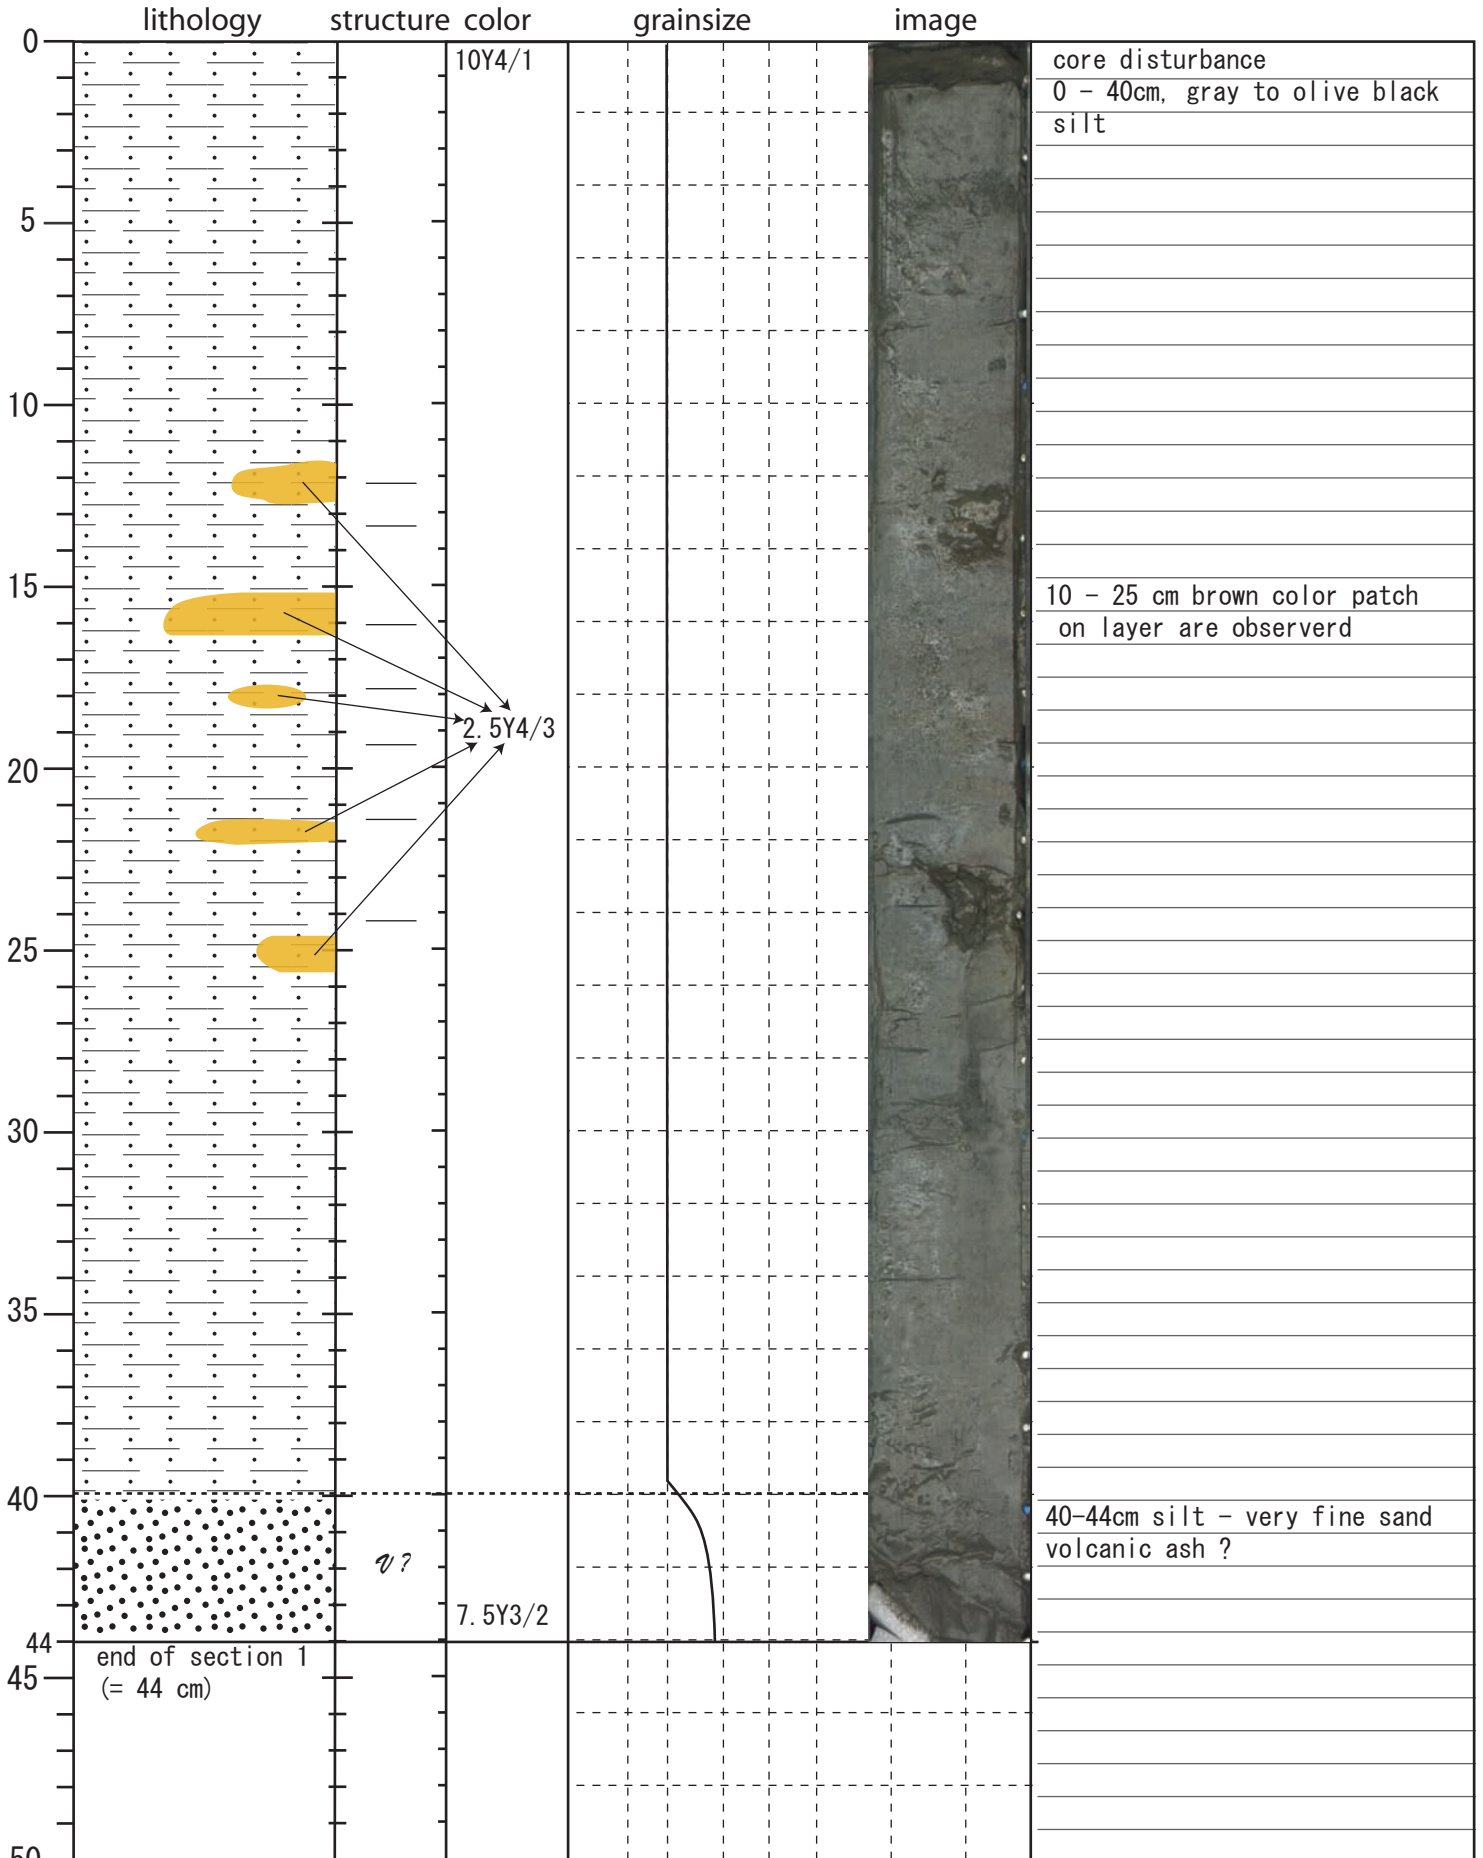 lithology structure color grainsize image
0
10Y4/1
core disturbance
0 - 40cm, gray to olive black
silt
5
10
15
10 - 25 cm brown color patch
on layer are observerd
2.5Y4/3
20
25
30
35
40
40-44cm silt - very fine sand
volcanic ash ?
V?
7.5Y3/2
44
end of section 1
45
(= 44 cm)
50